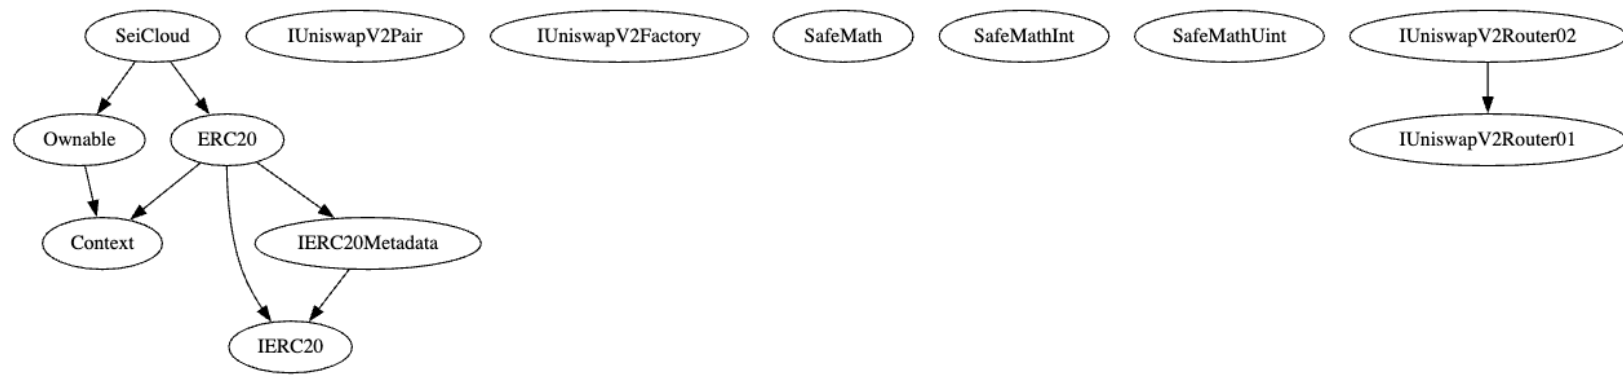 SeiCloud
IUniswapV2Pair
IUniswapV2Factory
SafeMath
SafeMathInt
SafeMathUint
IUniswapV2Router02
Ownable
ERC20
IUniswapV2Router01
Context
IERC20Metadata
IERC20